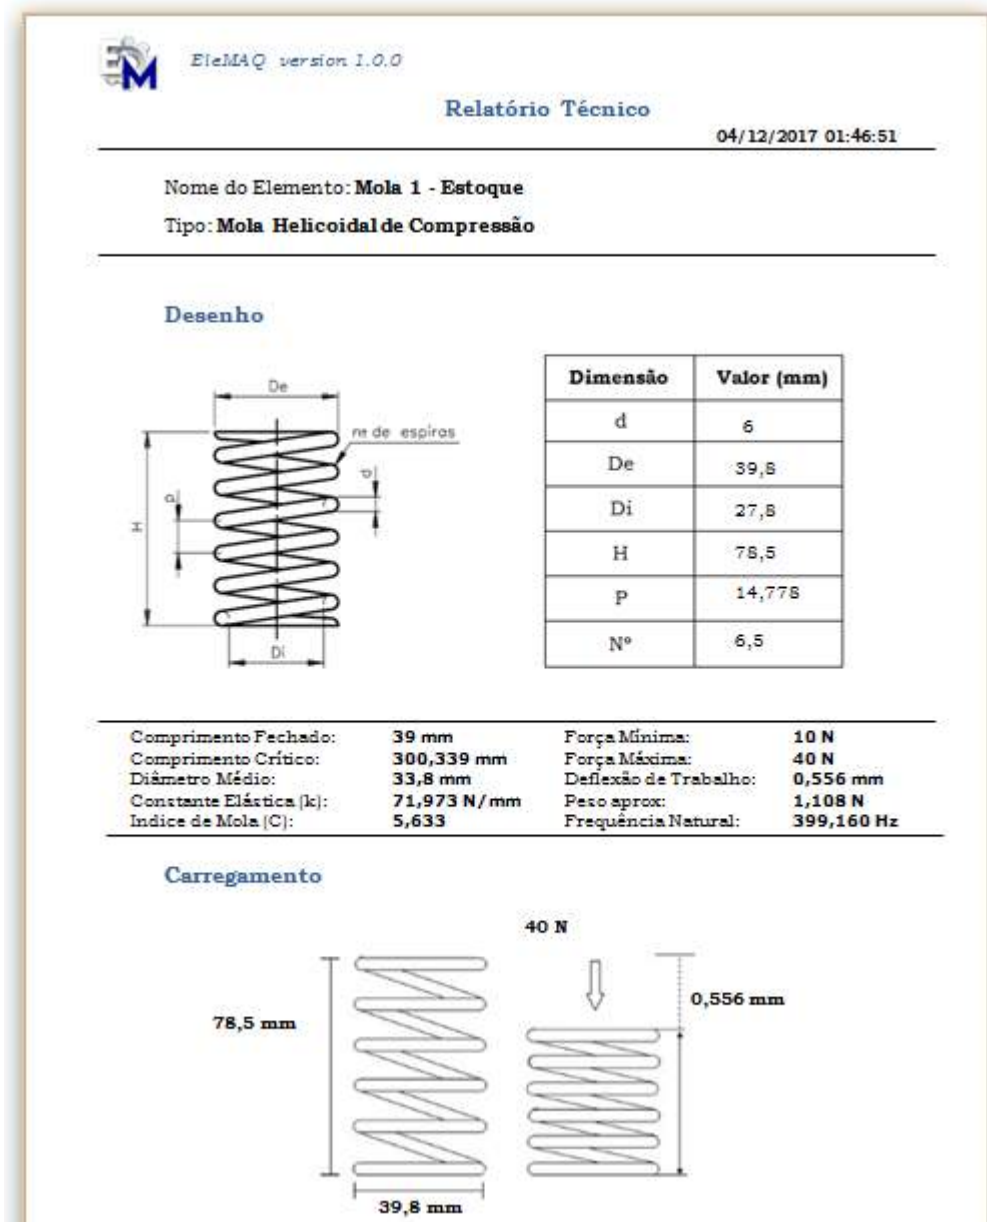 EM
EleMAQ version 1.0.0
Relatório Técnico
04/12/2017 01:46:51
Nome do Elemento: Mola 1 - Estoque
Tipo: Mola Helicoidal de Compressão
Desenho
De
nº de espiras
d
p
H
Di
Dimensão Valor (mm)
d 6
De 39,8
Di 27,8
H 78,5
P 14,778
Nº 6,5
Comprimento Fechado: 39 mm Força Mínima: 10 N
Comprimento Crítico: 300,339 mm Força Máxima: 40 N
Diâmetro Médio: 33,8 mm Deflexão de Trabalho: 0,556 mm
Constante Elástica (k): 71,973 N/mm Peso aprox: 1,108 N
Indice de Mola (C): 5,633 Frequência Natural: 399,160 Hz
Carregamento
40 N
0,556 mm
78,5 mm
39,8 mm